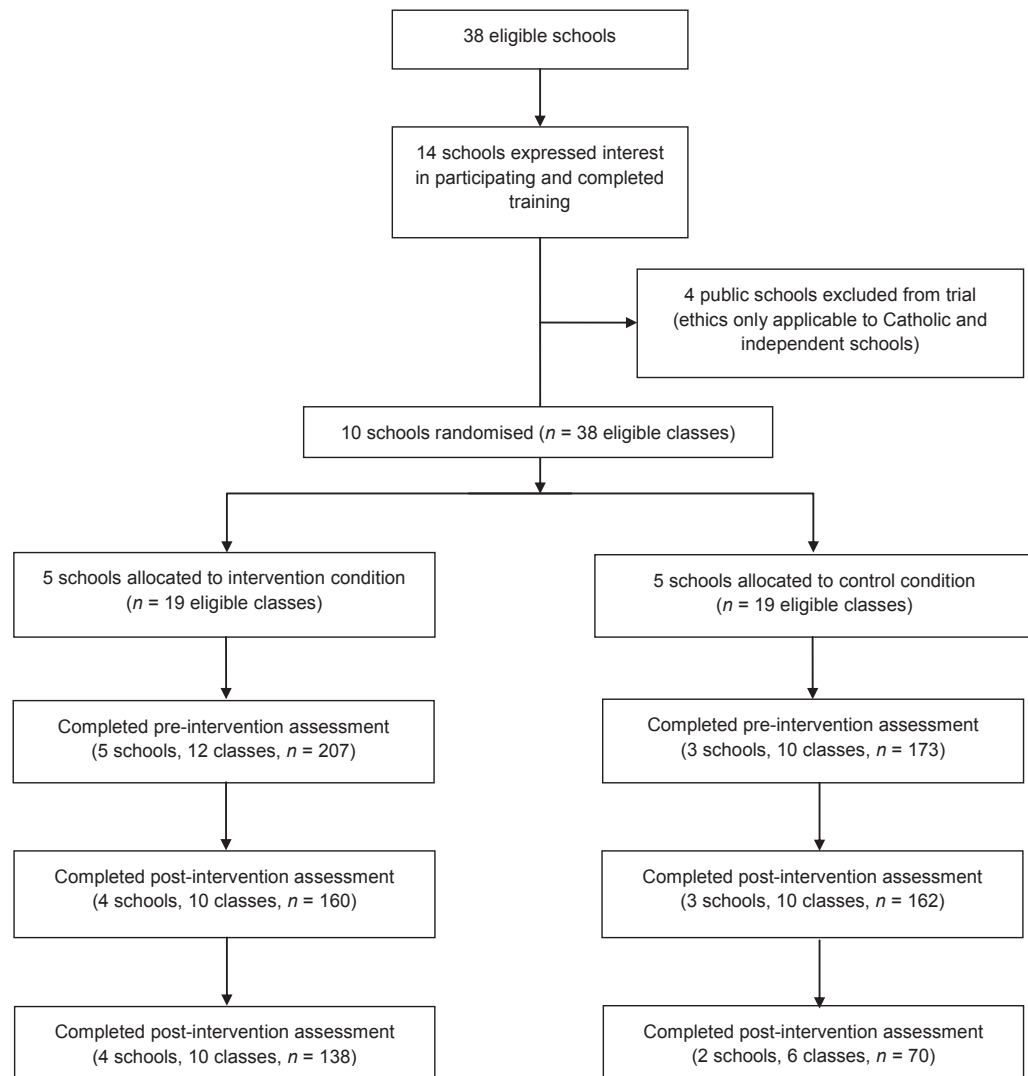 38 eligible schools
14 schools expressed interest
in participating and completed
training
4 public schools excluded from trial
(ethics only applicable to Catholic and
independent schools)
10 schools randomised (n = 38 eligible classes)
5 schools allocated to intervention condition
(n = 19 eligible classes)
5 schools allocated to control condition
(n = 19 eligible classes)
Completed pre-intervention assessment
(5 schools, 12 classes, n = 207)
Completed pre-intervention assessment
(3 schools, 10 classes, n = 173)
Completed post-intervention assessment
(4 schools, 10 classes, n = 160)
Completed post-intervention assessment
(3 schools, 10 classes, n = 162)
Completed post-intervention assessment
(4 schools, 10 classes, n = 138)
Completed post-intervention assessment
(2 schools, 6 classes, n = 70)